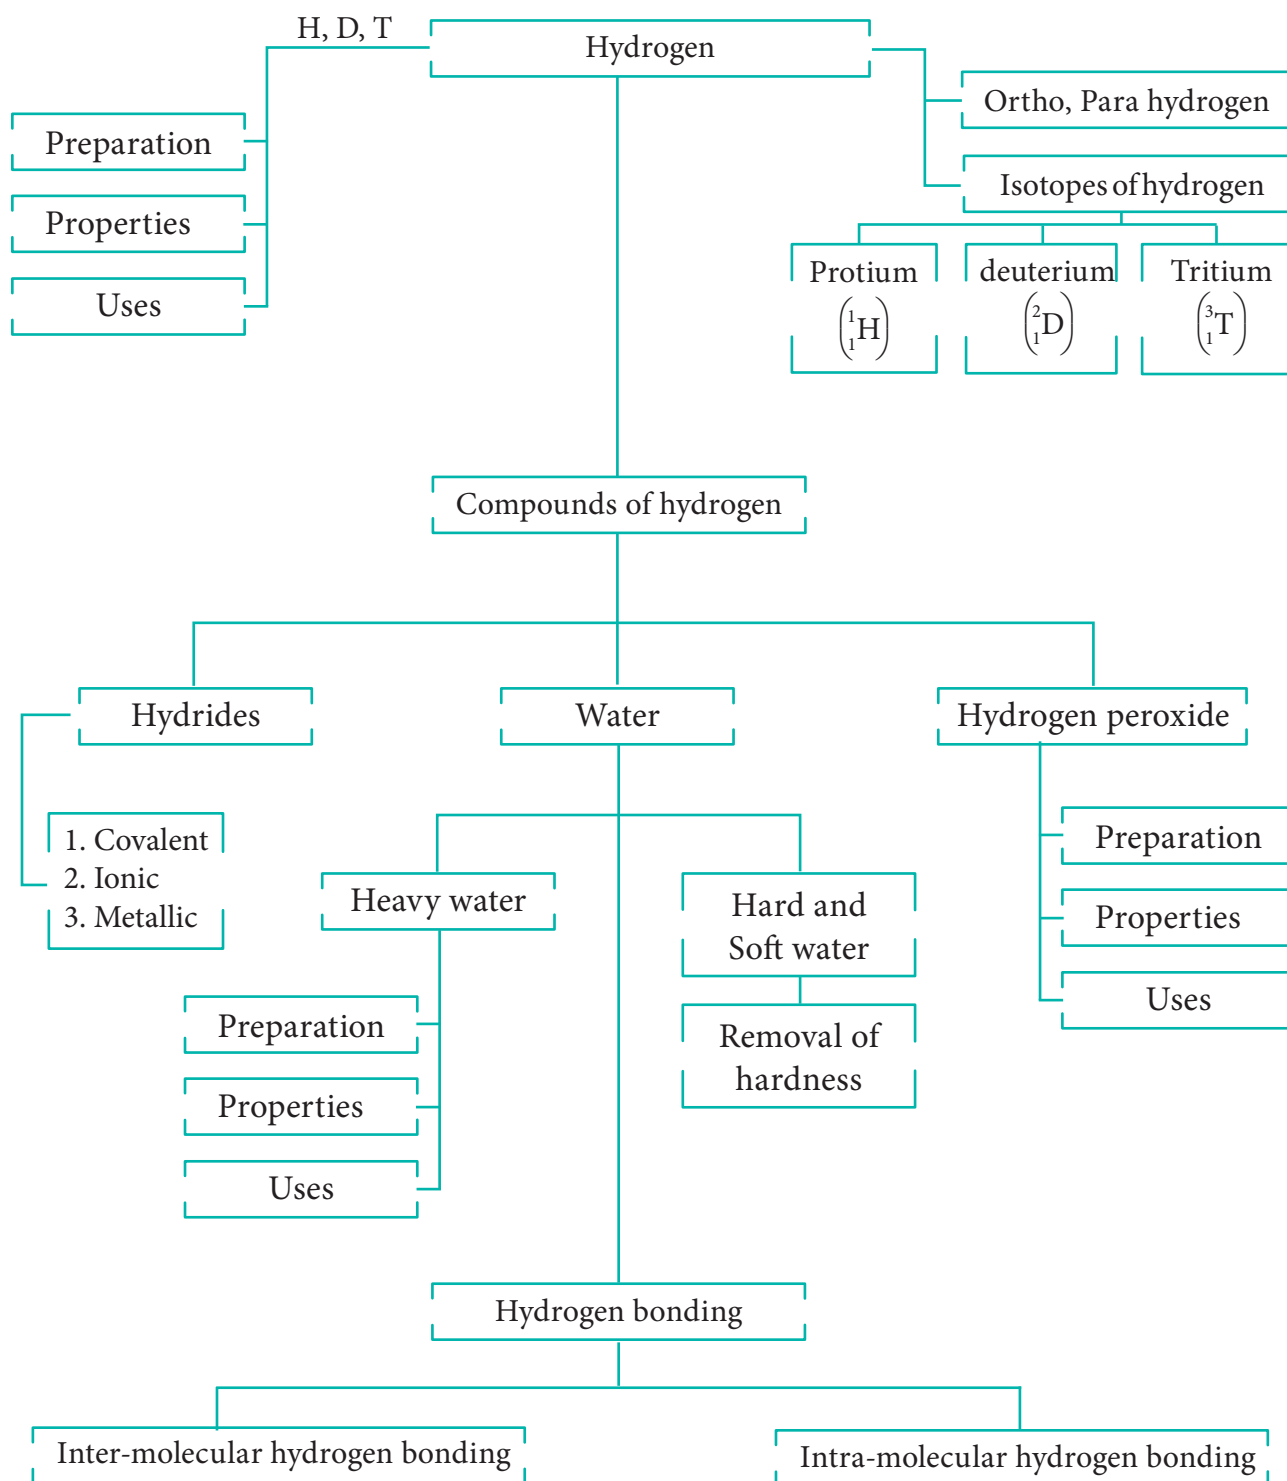 H, D, T
Hydrogen
Preparation
Properties
Uses
Ortho, Para hydrogen
Isotopes of hydrogen
Protium
(¹₁H)
deuterium
(²₁D)
Tritium
(³₁T)
Compounds of hydrogen
Hydrides
1. Covalent
2. Ionic
3. Metallic
Water
Heavy water
Preparation
Properties
Uses
Hard and
Soft water
Removal of
hardness
Hydrogen peroxide
Preparation
Properties
Uses
Hydrogen bonding
Inter-molecular hydrogen bonding
Intra-molecular hydrogen bonding